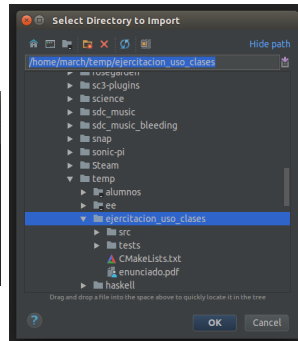 Select Directory to Import
Hide path
/home/march/temp/ejercitacion_uso_clases
rosegarden
sc3-plugins
science
sdc_music
sdc_music_bleeding
snap
sonic-pi
Steam
temp
alumnos
ee
ejercitacion_uso_clases
src
tests
CMakeLists.txt
enunciado.pdf
haskell
Drag and drop a file into the space above to quickly locate it in the tree
? OK Cancel